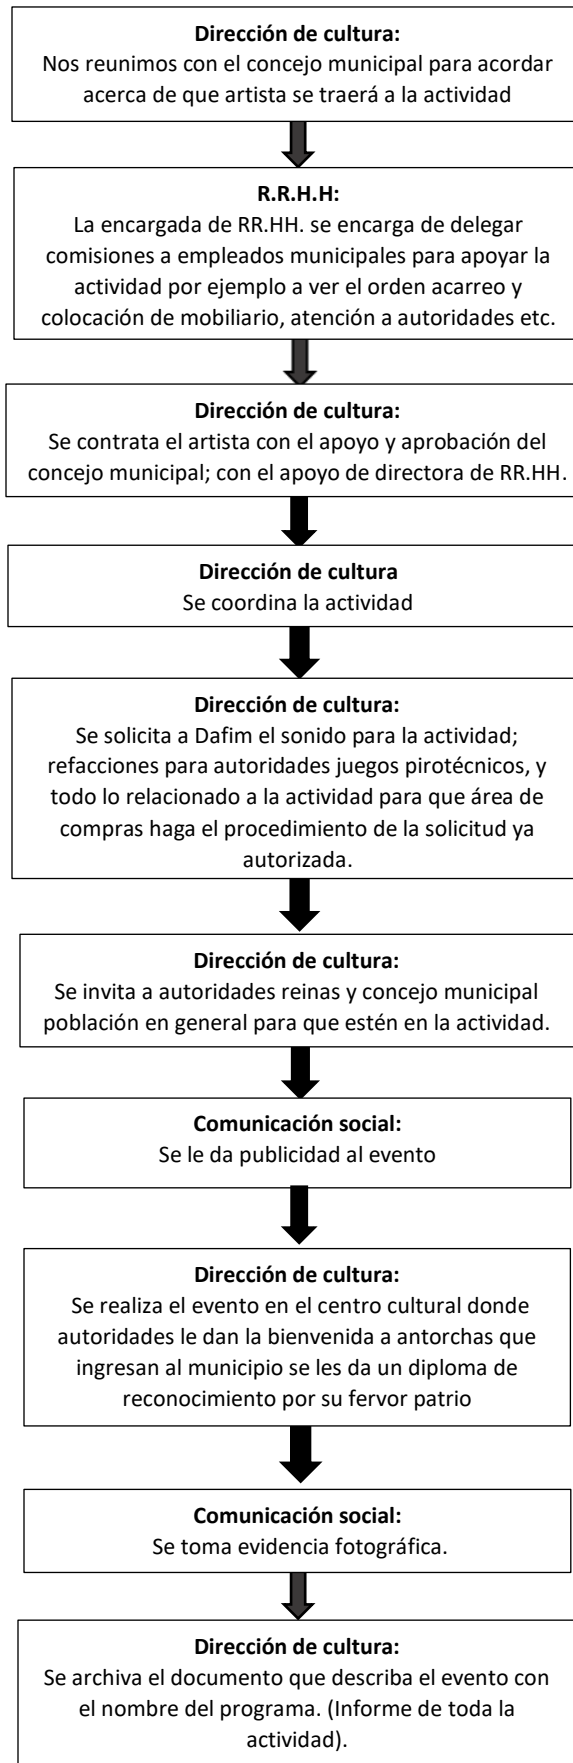 Dirección de cultura:
Nos reunimos con el concejo municipal para acordar
acerca de que artista se traerá a la actividad
R.R.H.H:
La encargada de RR.HH. se encarga de delegar
comisiones a empleados municipales para apoyar la
actividad por ejemplo a ver el orden acarreo y
colocación de mobiliario, atención a autoridades etc.
Dirección de cultura:
Se contrata el artista con el apoyo y aprobación del
concejo municipal; con el apoyo de directora de RR.HH.
Dirección de cultura
Se coordina la actividad
Dirección de cultura:
Se solicita a Dafim el sonido para la actividad;
refacciones para autoridades juegos pirotécnicos, y
todo lo relacionado a la actividad para que área de
compras haga el procedimiento de la solicitud ya
autorizada.
Dirección de cultura:
Se invita a autoridades reinas y concejo municipal
población en general para que estén en la actividad.
Comunicación social:
Se le da publicidad al evento
Dirección de cultura:
Se realiza el evento en el centro cultural donde
autoridades le dan la bienvenida a antorchas que
ingresan al municipio se les da un diploma de
reconocimiento por su fervor patrio
Comunicación social:
Se toma evidencia fotográfica.
Dirección de cultura:
Se archiva el documento que describa el evento con
el nombre del programa. (Informe de toda la
actividad).